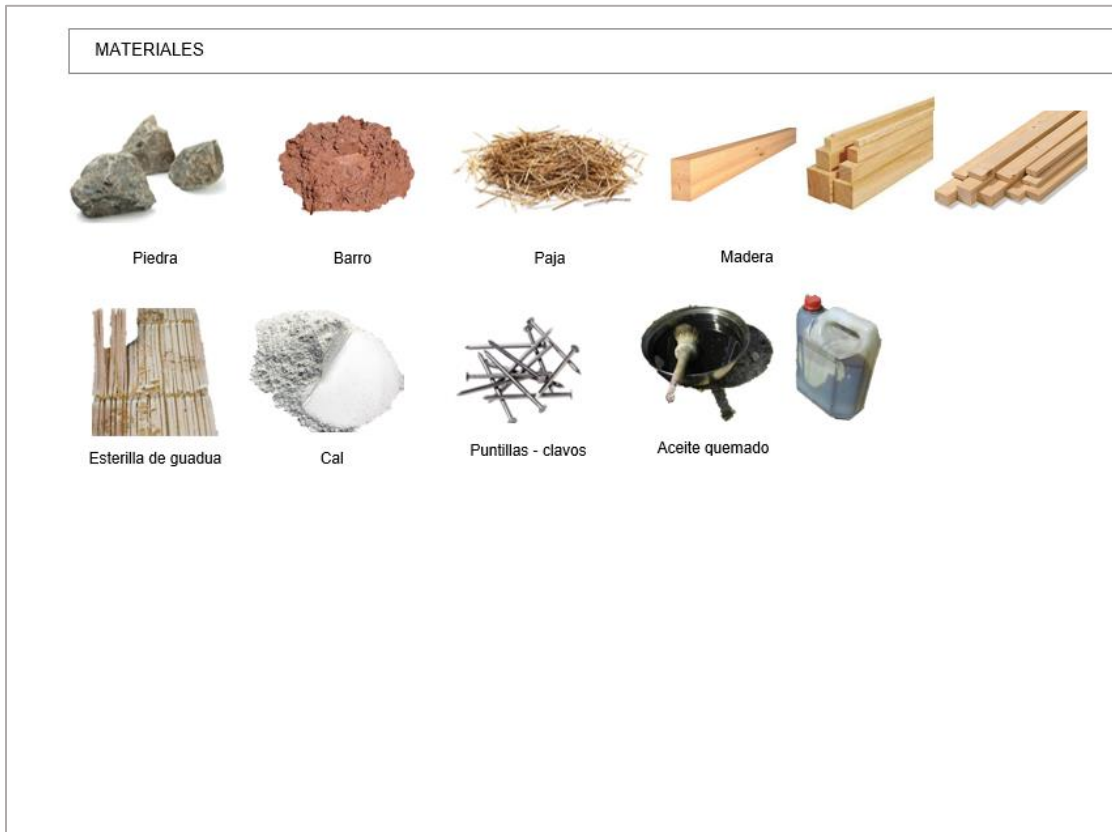 MATERIALES
Piedra
Barro
Paja
Madera
Esterilla de guadua
Cal
Puntillas - clavos
Aceite quemado